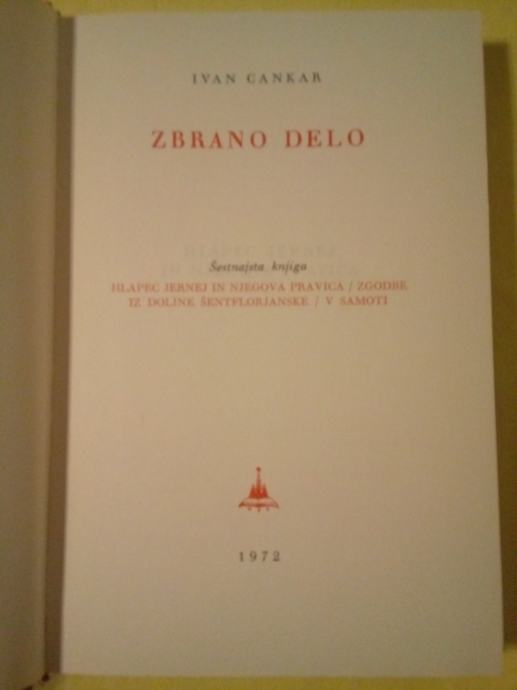 IVAN CANKAR
ZBRANO DELO
Šestnajsta knjiga
HLAPEC JERNEJ IN NJEGOVA PRAVICA / ZGODBE
IZ DOLINE ŠENTFLORJANSKE / V SAMOTI
1972